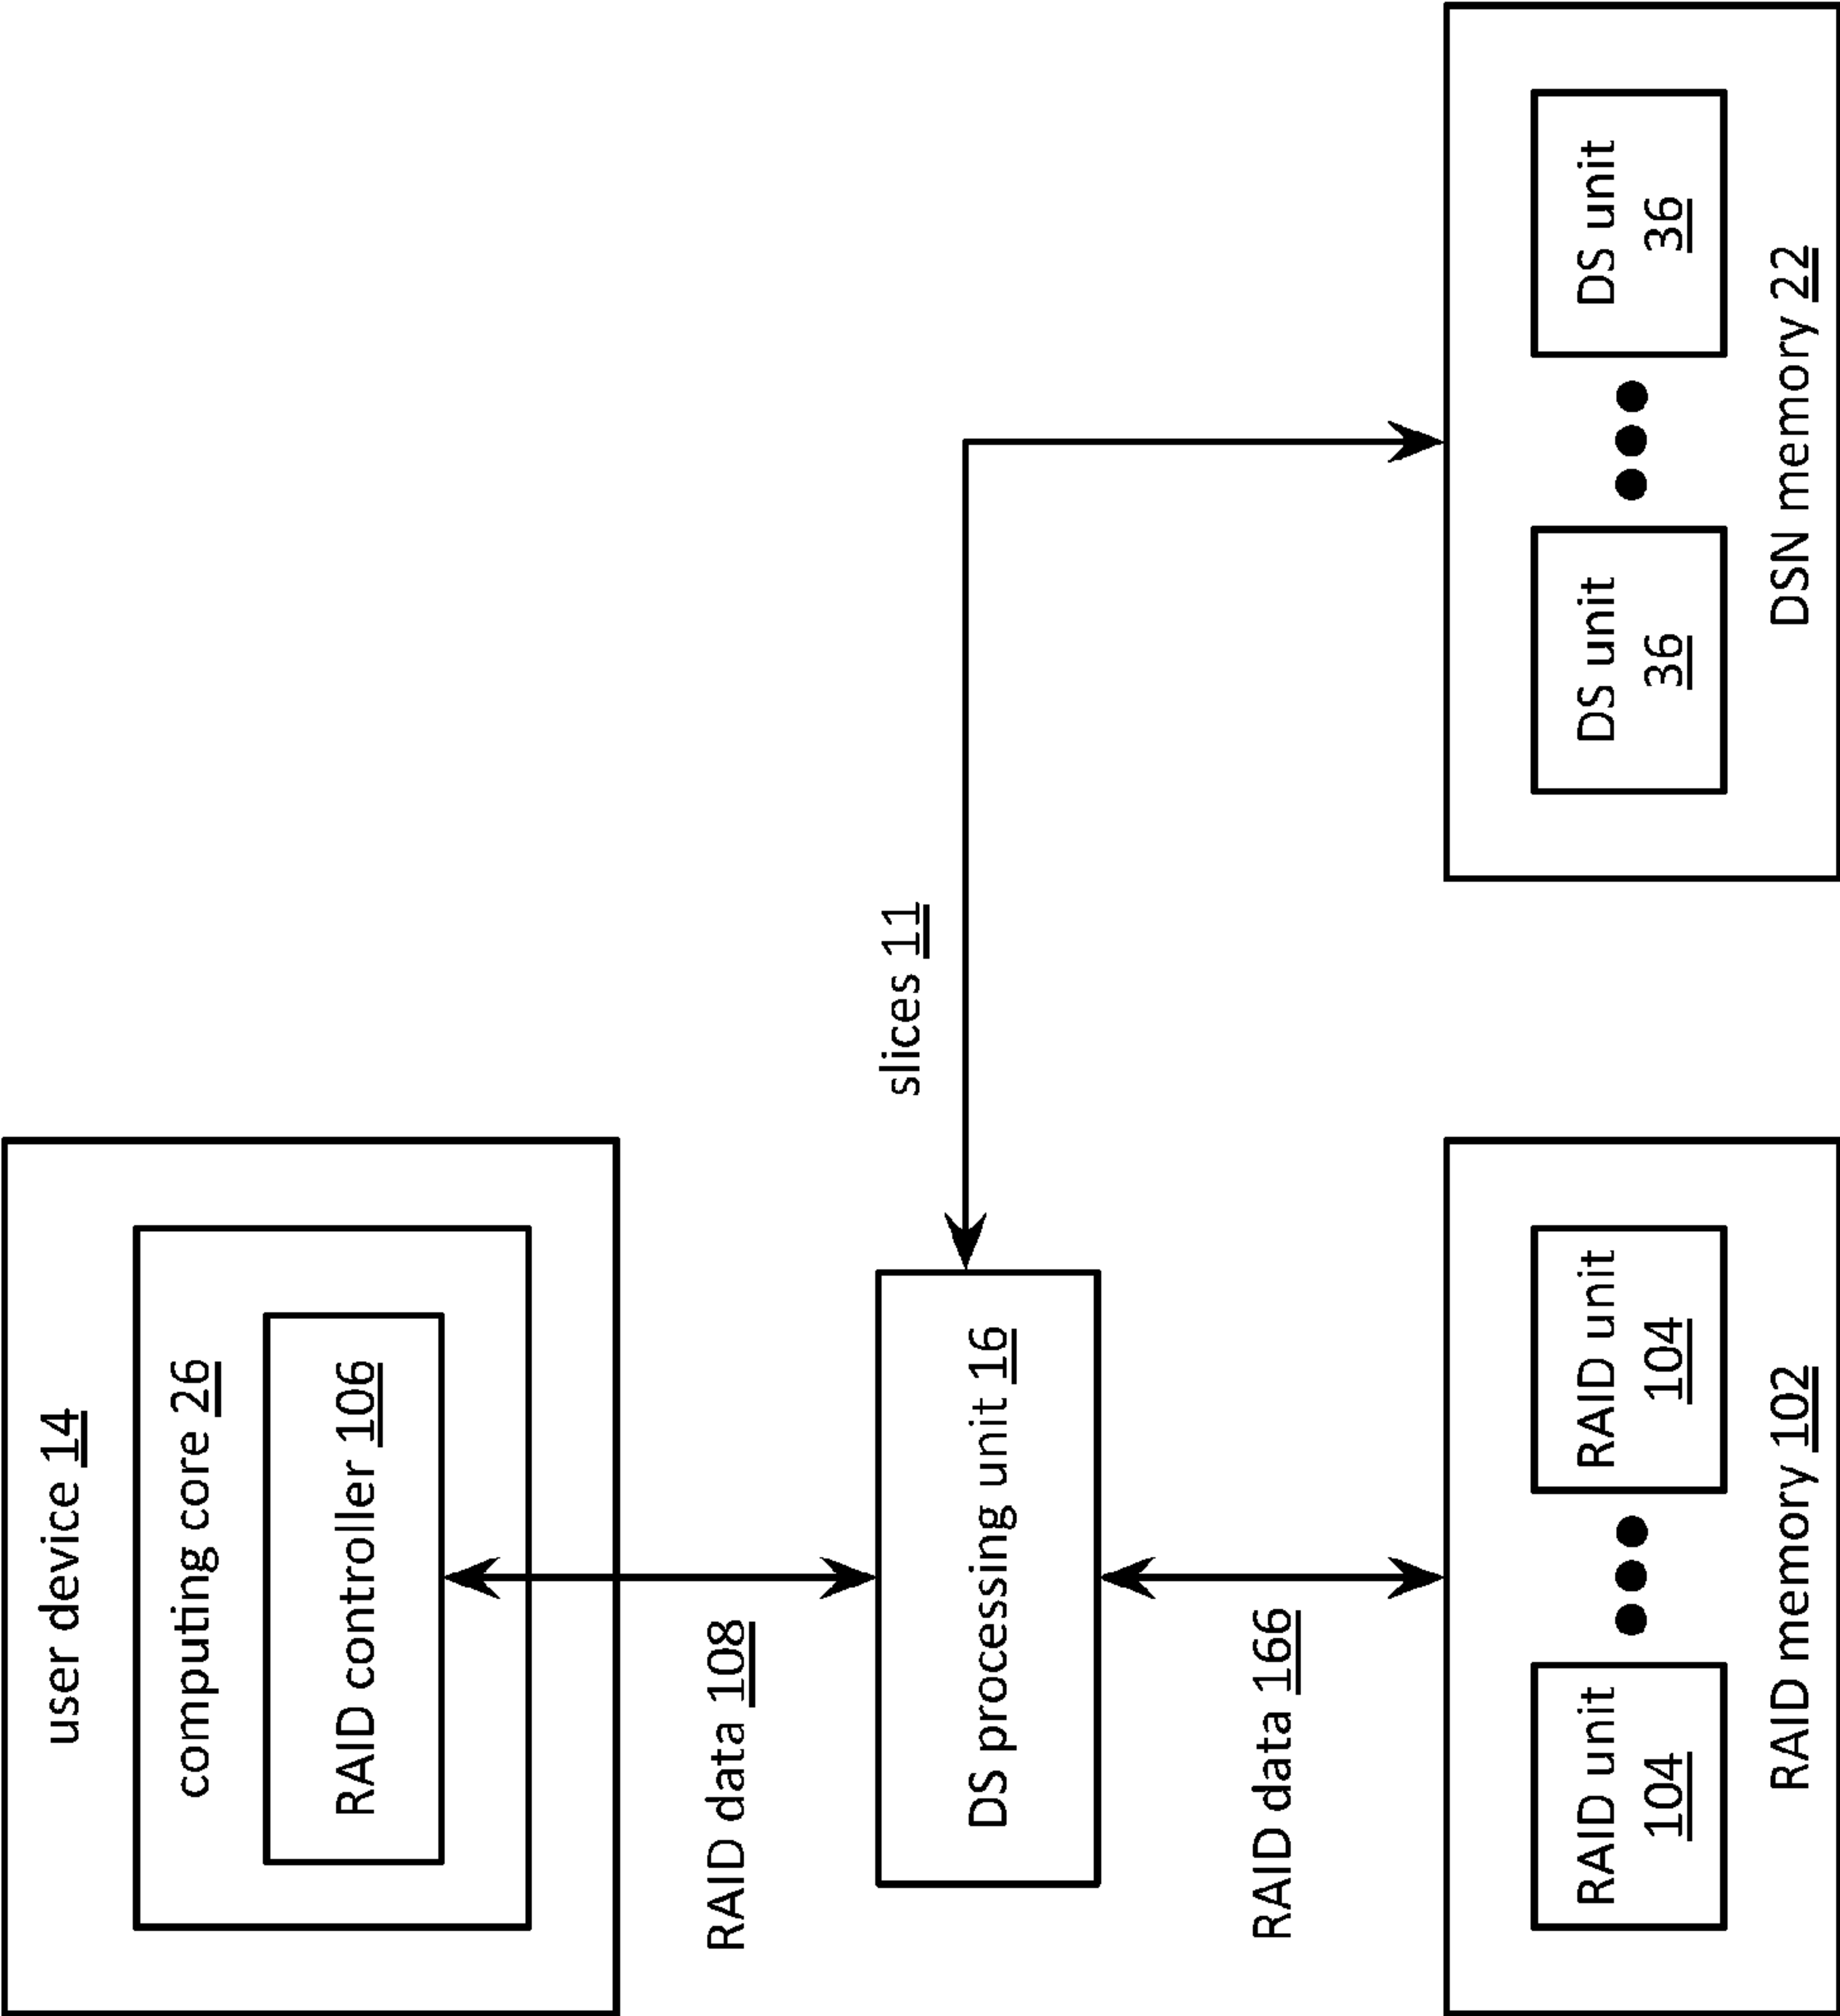 user device 14
computing core 26
RAID controller 106
RAID data 108
slices 11
DS processing unit 16
RAID data 166
RAID unit
104
RAID unit
104
RAID memory 102
DS unit
36
DS unit
36
DSN memory 22